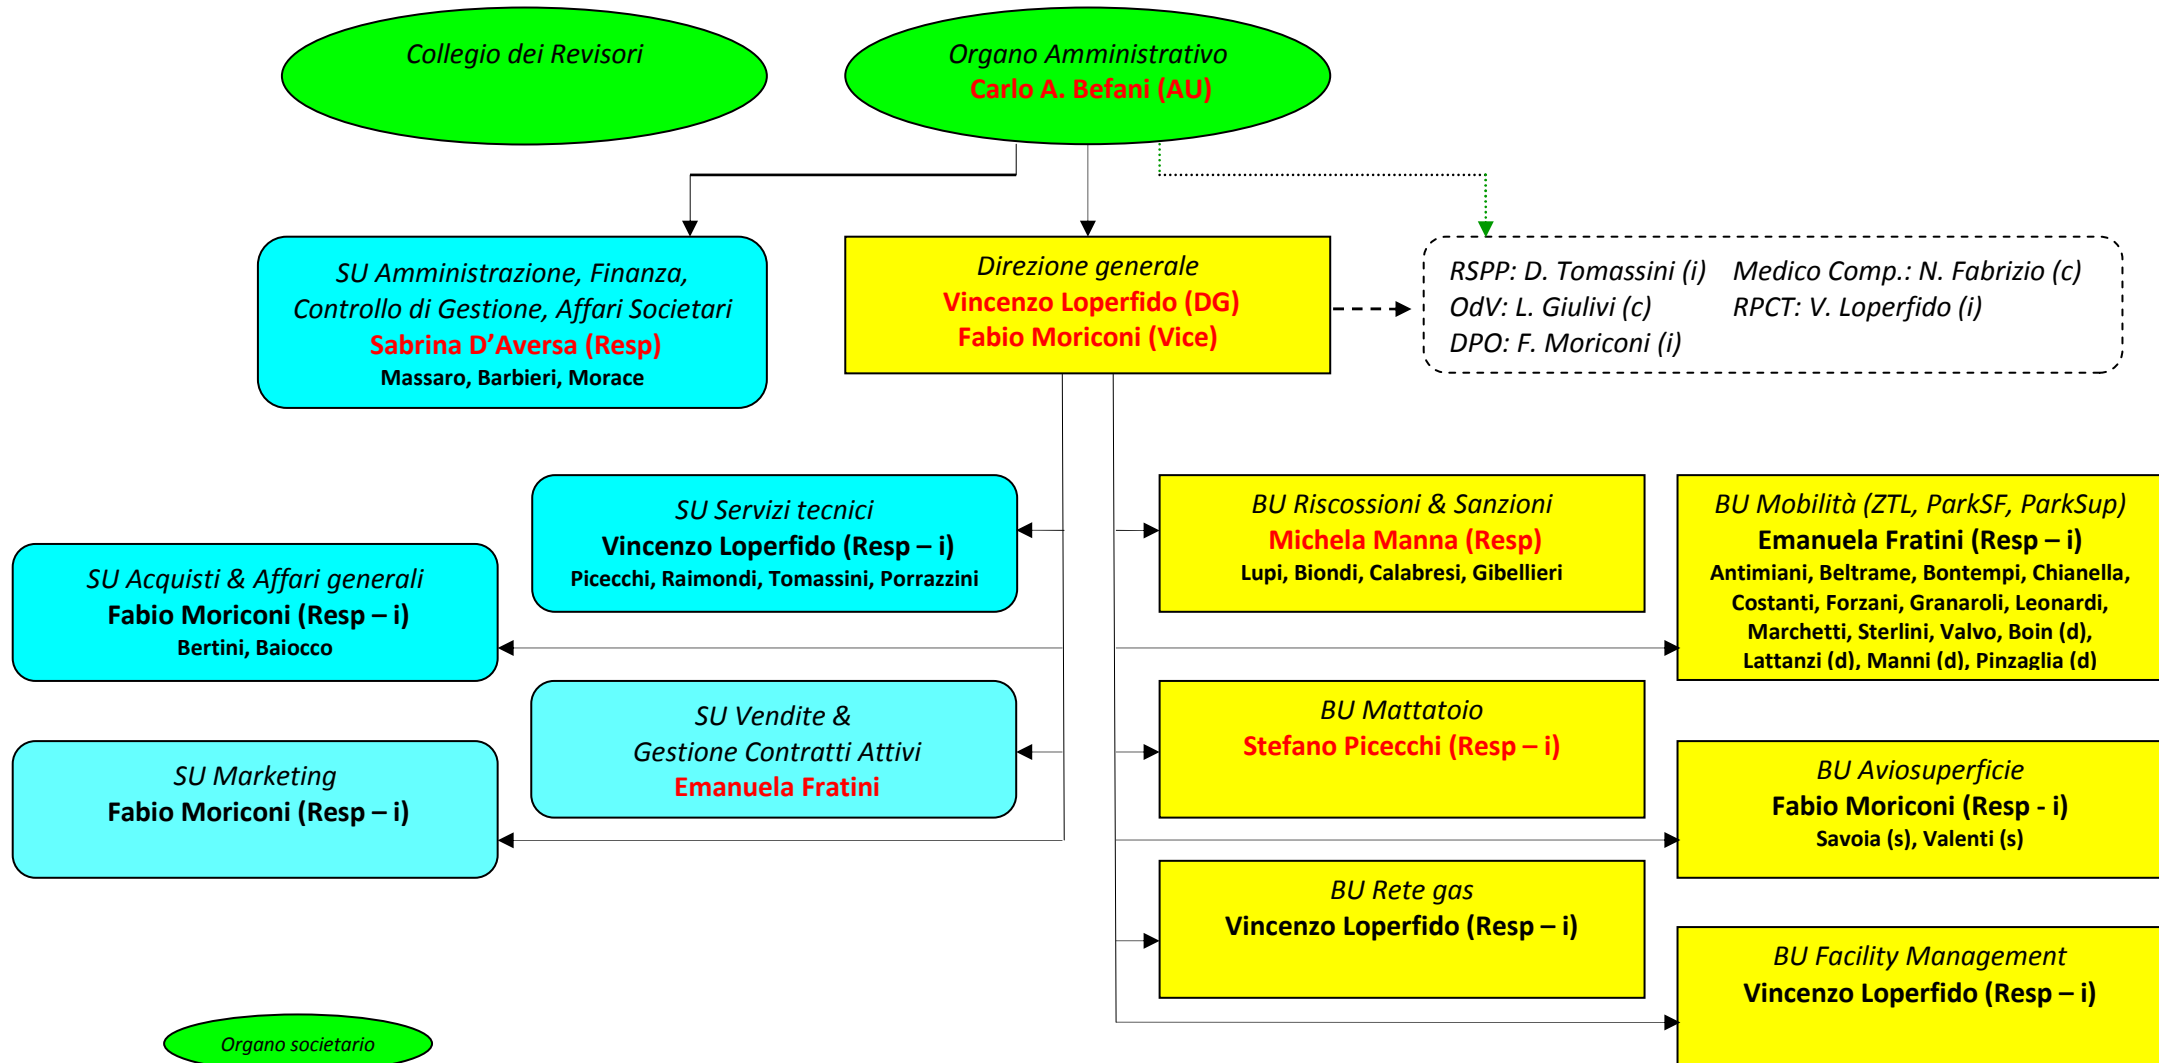 Collegio dei Revisori
Organo Amministrativo
Carlo A. Befani (AU)
SU Amministrazione, Finanza,
Controllo di Gestione, Affari Societari
Sabrina D’Aversa (Resp)
Massaro, Barbieri, Morace
Direzione generale
Vincenzo Loperfido (DG)
Fabio Moriconi (Vice)
RSPP: D. Tomassini (i) Medico Comp.: N. Fabrizio (c)
OdV: L. Giulivi (c) RPCT: V. Loperfido (i)
DPO: F. Moriconi (i)
SU Servizi tecnici
Vincenzo Loperfido (Resp – i)
Picecchi, Raimondi, Tomassini, Porrazzini
BU Riscossioni & Sanzioni
Michela Manna (Resp)
Lupi, Biondi, Calabresi, Gibellieri
BU Mobilità (ZTL, ParkSF, ParkSup)
Emanuela Fratini (Resp – i)
Antimiani, Beltrame, Bontempi, Chianella,
Costanti, Forzani, Granaroli, Leonardi,
Marchetti, Sterlini, Valvo, Boin (d),
Lattanzi (d), Manni (d), Pinzaglia (d)
SU Acquisti & Affari generali
Fabio Moriconi (Resp – i)
Bertini, Baiocco
SU Vendite &
Gestione Contratti Attivi
Emanuela Fratini
BU Mattatoio
Stefano Picecchi (Resp – i)
SU Marketing
Fabio Moriconi (Resp – i)
BU Aviosuperficie
Fabio Moriconi (Resp - i)
Savoia (s), Valenti (s)
BU Rete gas
Vincenzo Loperfido (Resp – i)
BU Facility Management
Vincenzo Loperfido (Resp – i)
Organo societario